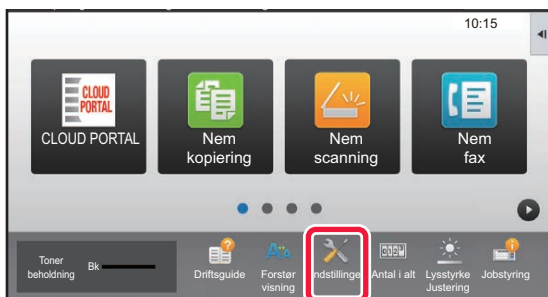 10:15
CLOUD
PORTAL
CLOUD PORTAL
Nem
kopiering
Nem
scanning
Nem
fax
Toner
beholdning
Bk
Driftsguide
Forstør
visning
Indstillinger
Antal i alt
Lysstyrke
Justering
Jobstyring